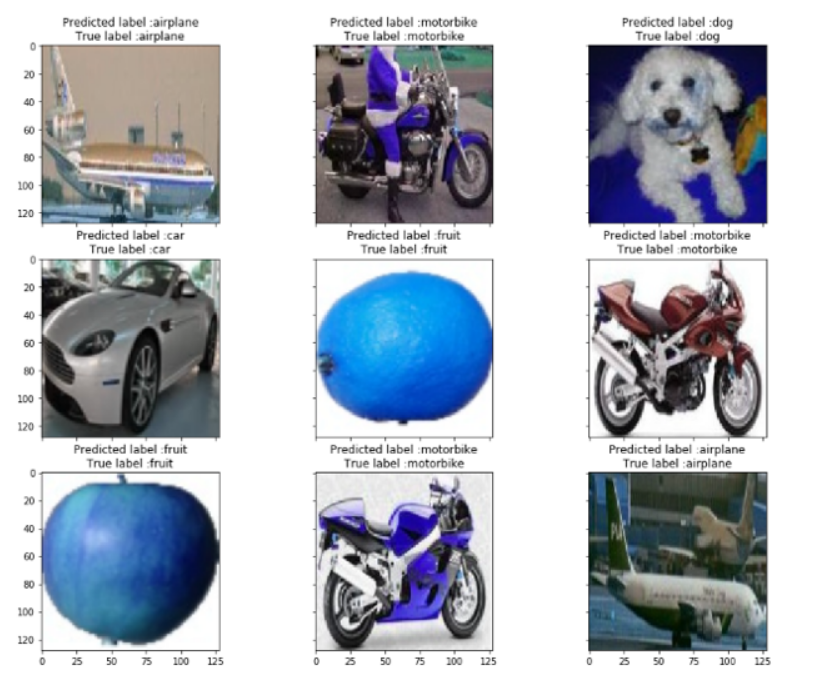 Predicted label :airplane
True label :airplane
Predicted label :motorbike
True label :motorbike
Predicted label :dog
True label :dog
0
20
40
60
80
100
120
Predicted label :car
True label :car
Predicted label :fruit
True label :fruit
Predicted label :motorbike
True label :motorbike
0
20
40
60
80
100
120
Predicted label :fruit
True label :fruit
Predicted label :motorbike
True label :motorbike
Predicted label :airplane
True label :airplane
0
20
40
60
80
100
120
0 25 50 75 100 125
0 25 50 75 100 125
0 25 50 75 100 125